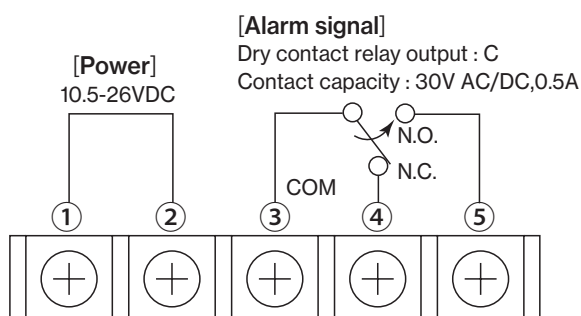 [Alarm signal]
Dry contact relay output : C
Contact capacity : 30V AC/DC,0.5A
[Power]
10.5-26VDC
N.O.
N.C.
COM
① ② ③ ④ ⑤